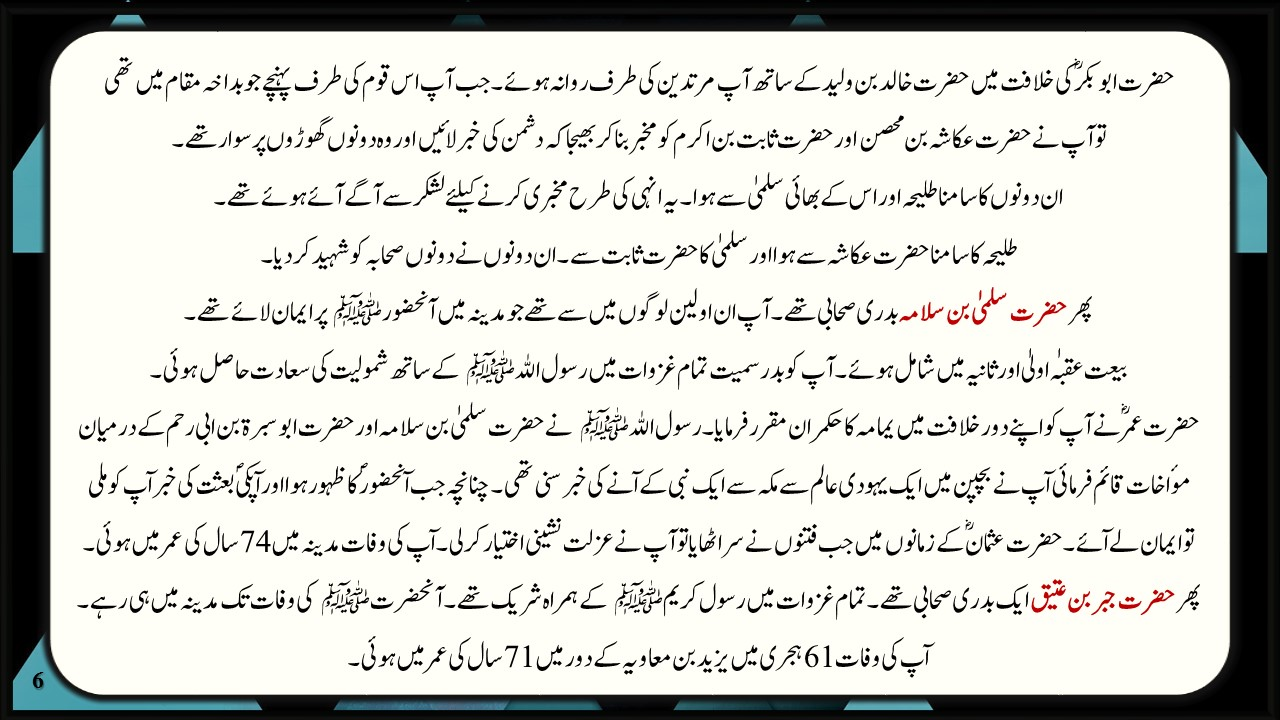 حضرت ابو بکرؓ کی خلافت میں حضرت خالد بن ولید کے ساتھ آپ مرتدین کی طرف روانہ ہوئے۔ جب آپ اس قوم کی طرف پہنچے جو بداخہ مقام میں تھی
تو آپ نے حضرت عکاشہ بن محصن اور حضرت ثابت بن اکرم کو مخبر بنا کر بھیجا کہ دشمن کی خبر لائیں اور وہ دونوں گھوڑوں پر سوار تھے۔
ان دونوں کا سامنا طلیحہ اور اس کے بھائی سلمیٰ سے ہوا۔ یہ انہی کی طرح مخبری کرنے کیلئے لشکر سے آگے آئے ہوئے تھے۔
طلیحہ کا سامنا حضرت عکاشہ سے ہوا اور سلمیٰ کا حضرت ثابت سے۔ ان دونوں نے دونوں صحابہ کو شہید کر دیا۔
پھر حضرت سلمیٰ بن سلامہ بدری صحابی تھے۔ آپ ان اولین لوگوں میں سے تھے جو مدینہ میں آنحضور ﷺ پر ایمان لائے تھے۔
بیعت عقبہٰ اولیٰ اور ثانیہ میں شامل ہوئے۔ آپ کو بدر سمیت تمام غزوات میں رسول اللہ ﷺ کے ساتھ شمولیت کی سعادت حاصل ہوئی۔
حضرت عمرؓ نے آپ کو اپنے دور خلافت میں یمامہ کا حکمران مقرر فرمایا۔ رسول اللہ ﷺ نے حضرت سلمیٰ بن سلامہ اور حضرت ابو سبرۃ بن ابی رحم کے درمیان
مؤاخات قائم فرمائی آپ نے بچپن میں ایک یہودی عالم سے مکہ سے ایک نبی کے آنے کی خبر سنی تھی۔ چنانچہ جب آنحضورؐ کا ظہور ہوا اور آپکیؐ بعثت کی خبر آپ کو ملی
تو ایمان لے آئے۔ حضرت عثمانؓ کے زمانوں میں جب فتنوں نے سر اٹھایا تو آپ نے عزلت نشینی اختیار کر لی۔ آپ کی وفات مدینہ میں 74 سال کی عمر میں ہوئی۔
پھر حضرت جبر بن عتیق ایک بدری صحابی تھے۔ تمام غزوات میں رسول کریم ﷺ کے ہمراہ شریک تھے۔ آنحضرت ﷺ کی وفات تک مدینہ میں ہی رہے۔
آپ کی وفات 61 ہجری میں یزید بن معاویہ کے دور میں 71 سال کی عمر میں ہوئی۔
6